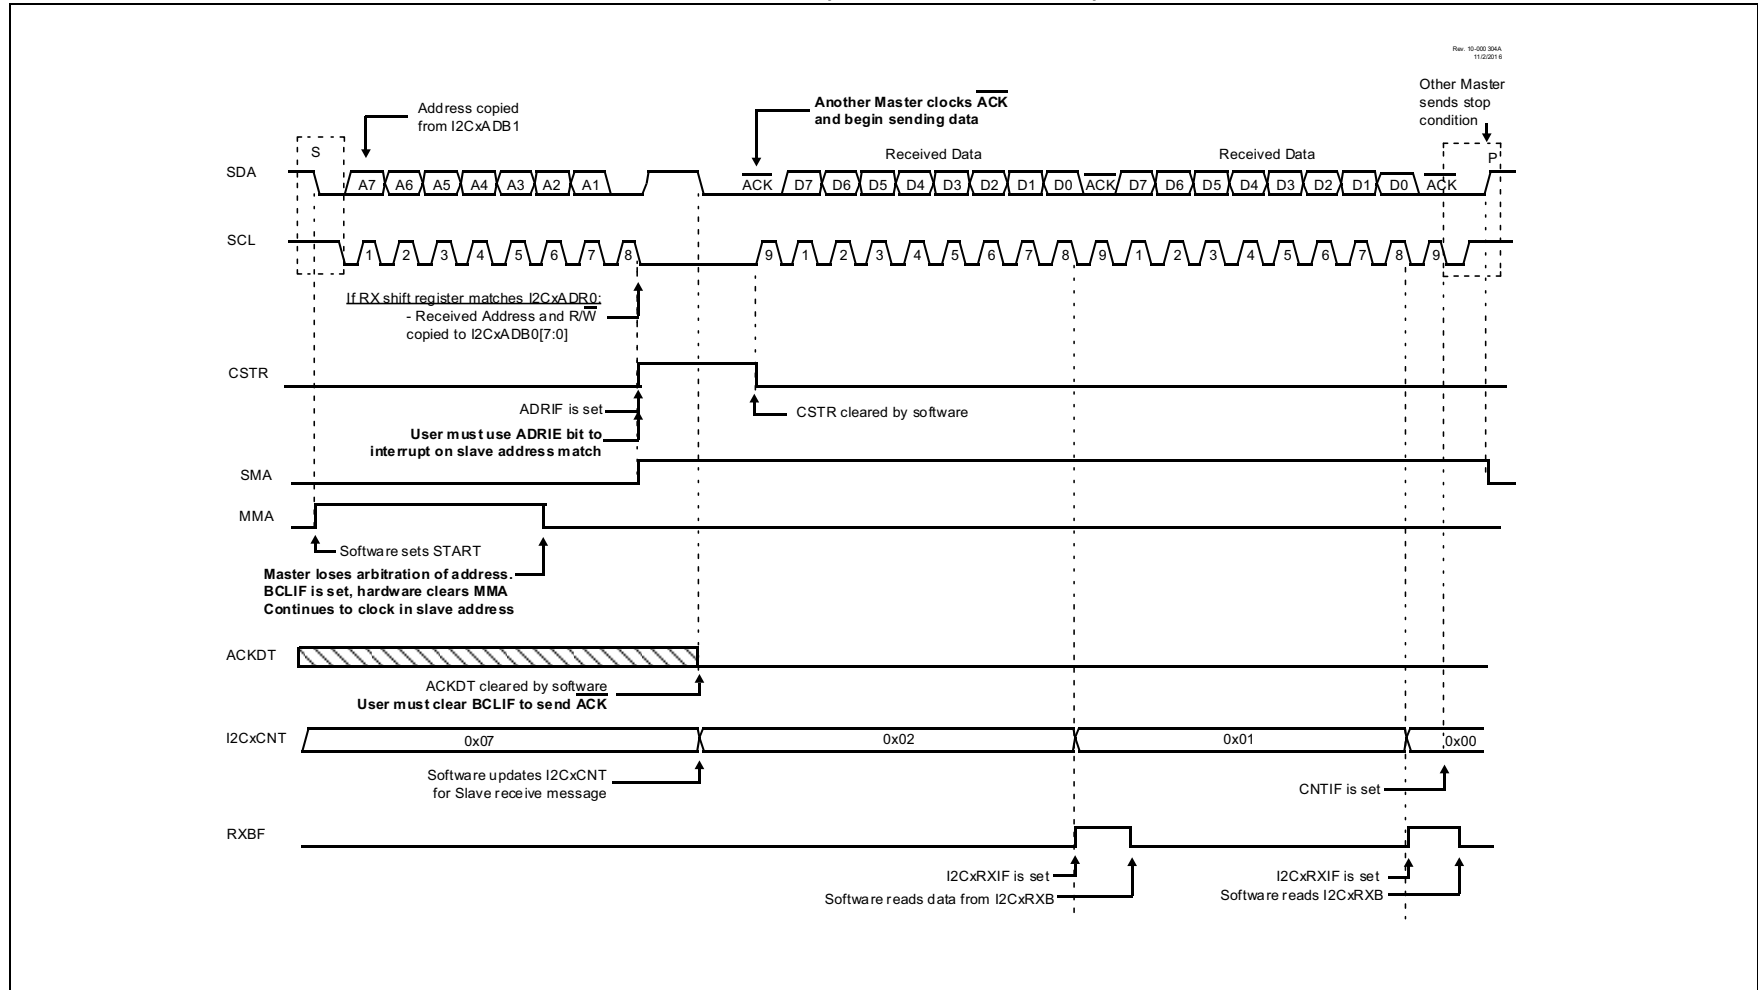 Rev. 10-000 304A
11/2/2016
Other Master
sends stop
condition
Address copied
from I2CxADB1
Another Master clocks ACK
and begin sending data
S
Received Data
Received Data
P
SDA
A7 A6 A5 A4 A3 A2 A1
ACK D7 D6 D5 D4 D3 D2 D1 D0 ACK D7 D6 D5 D4 D3 D2 D1 D0 ACK
SCL
1 2 3 4 5 6 7 8 9 1 2 3 4 5 6 7 8 9 1 2 3 4 5 6 7 8 9
If RX shift register matches I2CxADR0:
- Received Address and R/W
copied to I2CxADB0[7:0]
CSTR
ADRIF is set
CSTR cleared by software
User must use ADRIE bit to
interrupt on slave address match
SMA
MMA
Software sets START
Master loses arbitration of address.
BCLIF is set, hardware clears MMA
Continues to clock in slave address
ACKDT
ACKDT cleared by software
User must clear BCLIF to send ACK
I2CxCNT
0x07 0x02 0x01 0x00
Software updates I2CxCNT
for Slave receive message
CNTIF is set
RXBF
I2CxRXIF is set
Software reads data from I2CxRXB
I2CxRXIF is set
Software reads I2CxRXB